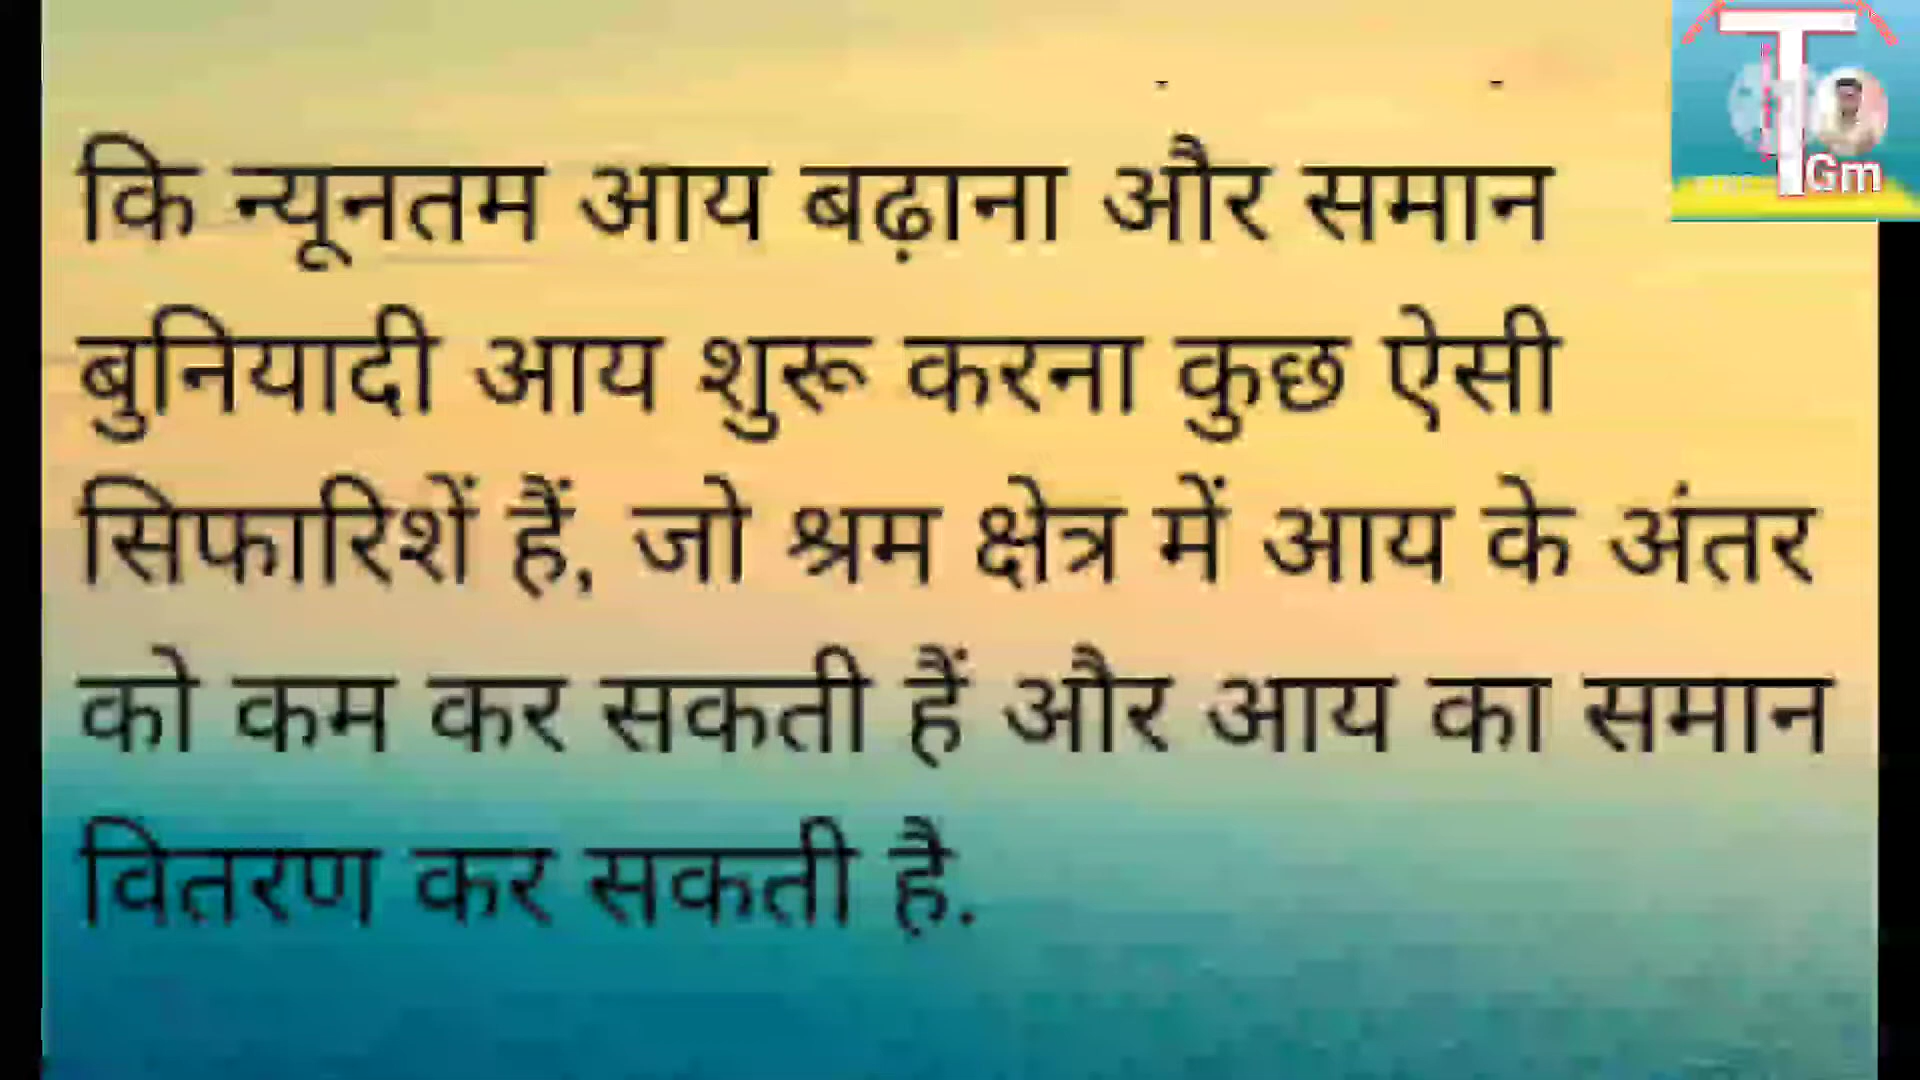 कि न्यूनतम आय बढ़ाना और समान
बुनियादी आय शुरू करना कुछ ऐसी
सिफारिशें हैं, जो श्रम क्षेत्र में आय के अंतर
को कम कर सकती हैं और आय का समान
वितरण कर सकती है.
T
Gm